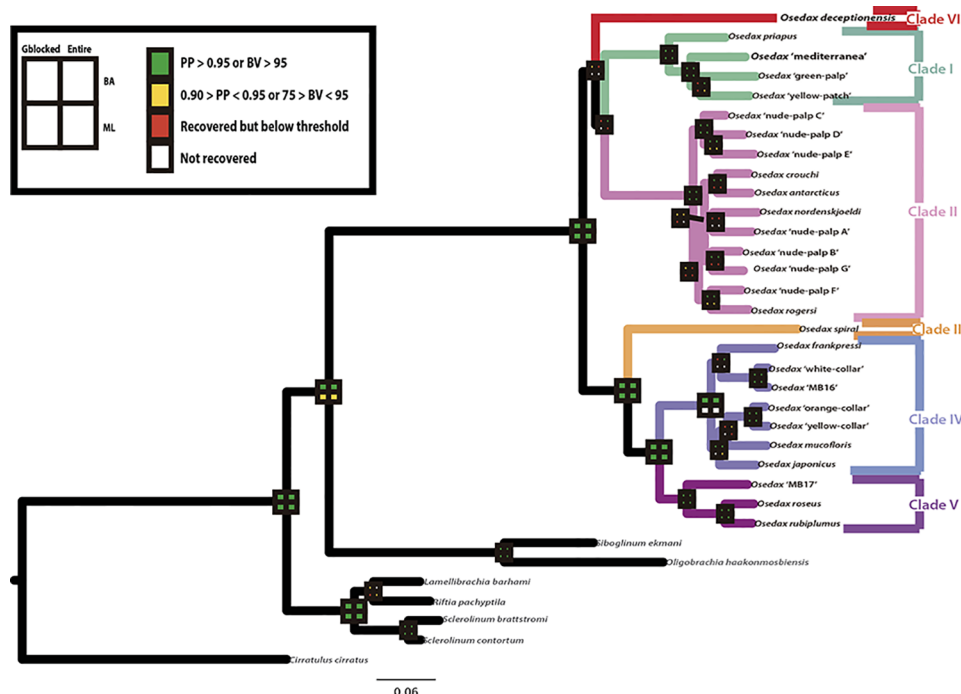 Gblocked Entire
BA
ML
PP > 0.95 or BV > 95
0.90 > PP < 0.95 or 75 > BV < 95
Recovered but below threshold
Not recovered
Osedax deceptionensis
Clade VI
Osedax priapus
Osedax ‘mediterranea’
Osedax ‘green-palp’
Osedax ‘yellow-patch’
Clade I
Osedax ‘nude-palp C’
Osedax ‘nude-palp D’
Osedax ‘nude-palp E’
Osedax crouchi
Osedax antarcticus
Osedax nordenskjoeldi
Osedax ‘nude-palp A’
Osedax ‘nude-palp B’
Osedax ‘nude-palp G’
Osedax ‘nude-palp F’
Osedax rogersi
Clade II
Osedax spiral
Clade II
Osedax frankpressi
Osedax ‘white-collar’
Osedax ‘MB16’
Osedax ‘orange-collar’
Osedax ‘yellow-collar’
Osedax mucofloris
Osedax japonicus
Clade IV
Osedax ‘MB17’
Osedax roseus
Osedax rubiplumus
Clade V
Siboglinum ekmani
Oligobrachia haakonmosbiensis
Lamellibrachia barhami
Riftia pachyptila
Sclerolinum brattstromi
Sclerolinum contortum
Cirratulus cirratus
0.06